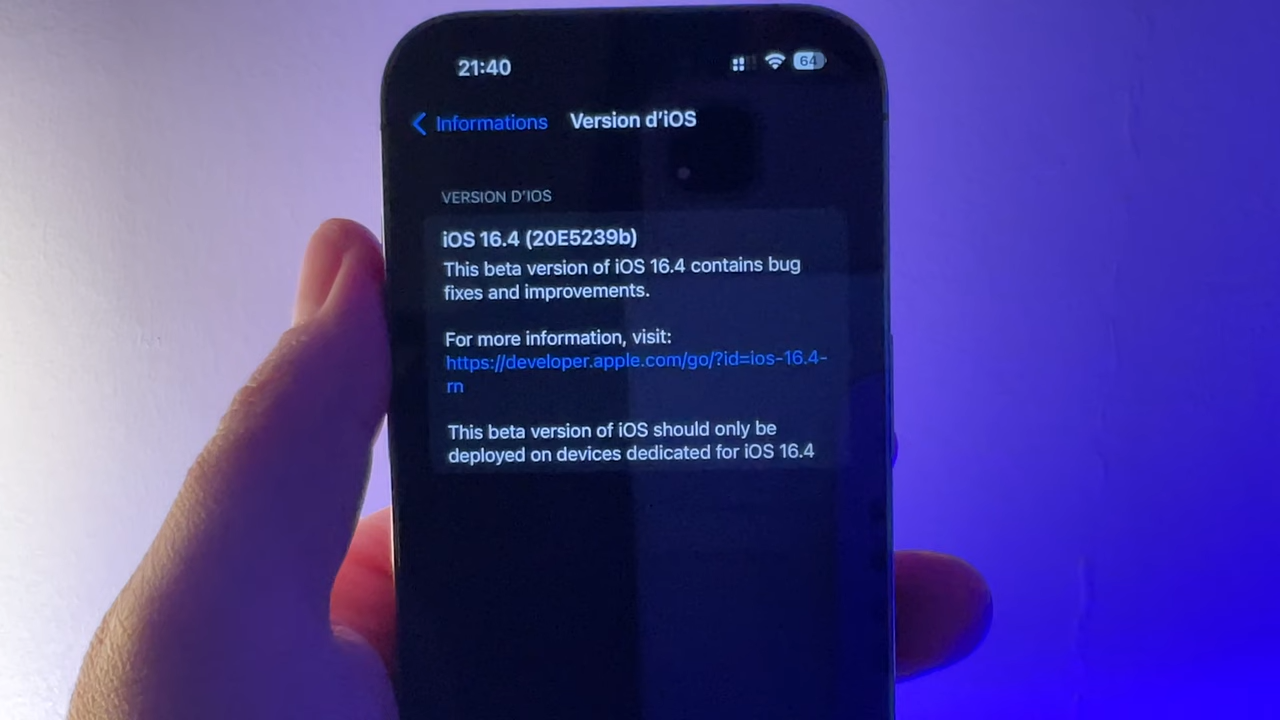 21:40
64
Informations
Version d'iOS
VERSION D'IOS
iOS 16.4 (20E5239b)
This beta version of iOS 16.4 contains bug
fixes and improvements.
For more information, visit:
https://developer.apple.com/go/?id=ios-16.4-
rn
This beta version of iOS should only be
deployed on devices dedicated for iOS 16.4